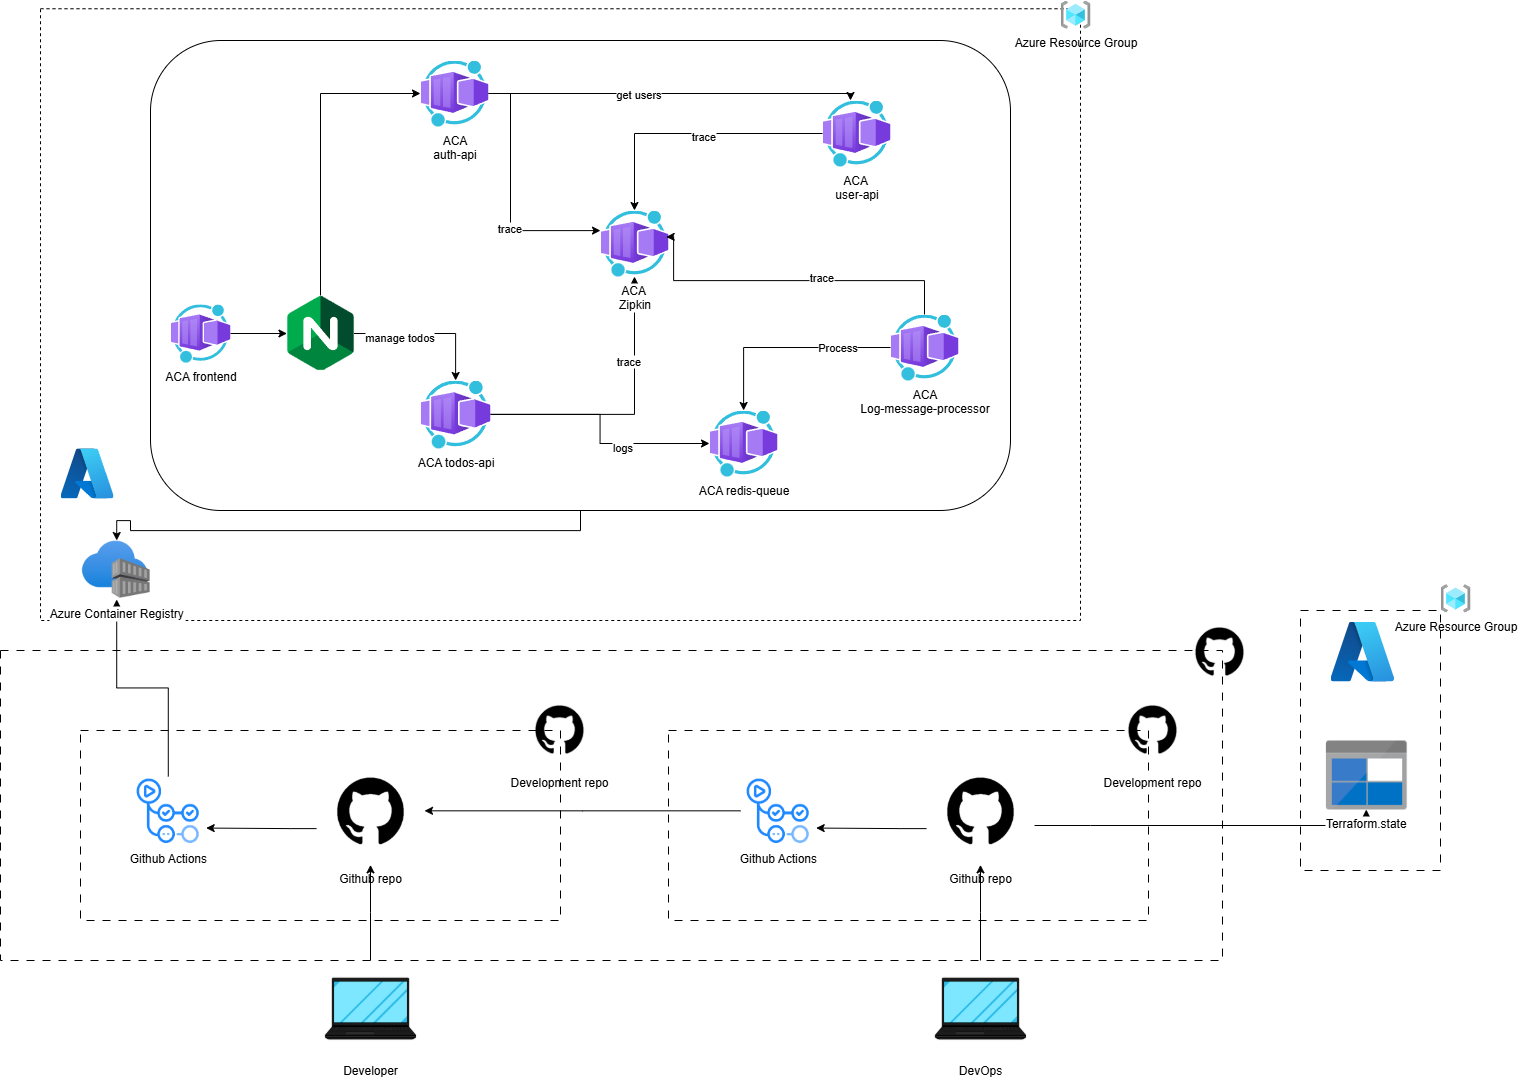 Azure Resource Group
ACA
auth-api
get users
trace
ACA
user-api
trace
ACA
Zipkin
trace
ACA frontend
N
manage todos
trace
Process
ACA
Log-message-processor
ACA todos-api
logs
ACA redis-queue
Azure Container Registry
Azure Resource Group
Development repo
Development repo
Terraform.state
Github Actions
Github repo
Github Actions
Github repo
Developer
DevOps